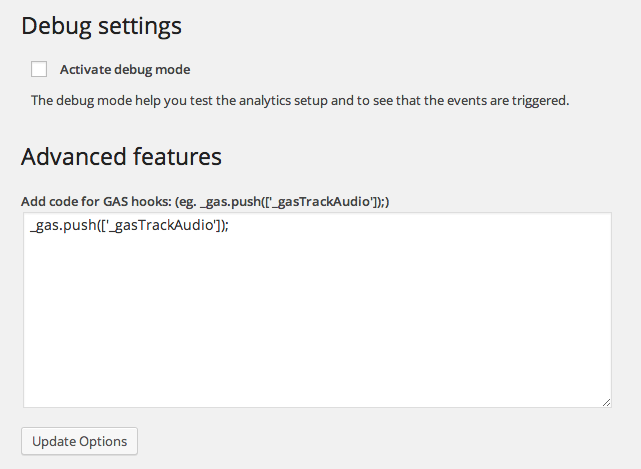 Debug settings
Activate debug mode
The debug mode help you test the analytics setup and to see that the events are triggered.
Advanced features
Add code for GAS hooks: (eg. _gas.push(['_gasTrackAudio']);)
_gas.push(['_gasTrackAudio']);
Update Options